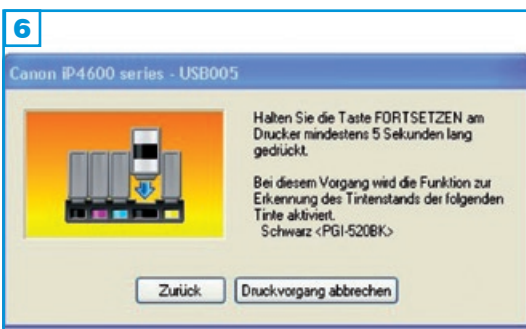 6
Canon iP4600 series - USB005
Halten Sie die Taste FORTSETZEN am
Drucker mindestens 5 Sekunden lang
gedrückt.
Bei diesem Vorgang wird die Funktion zur
Erkennung des Tintenstands der folgenden
Tinte aktiviert.
Schwarz <PGI-520BK>
Zurück
Druckvorgang abbrechen